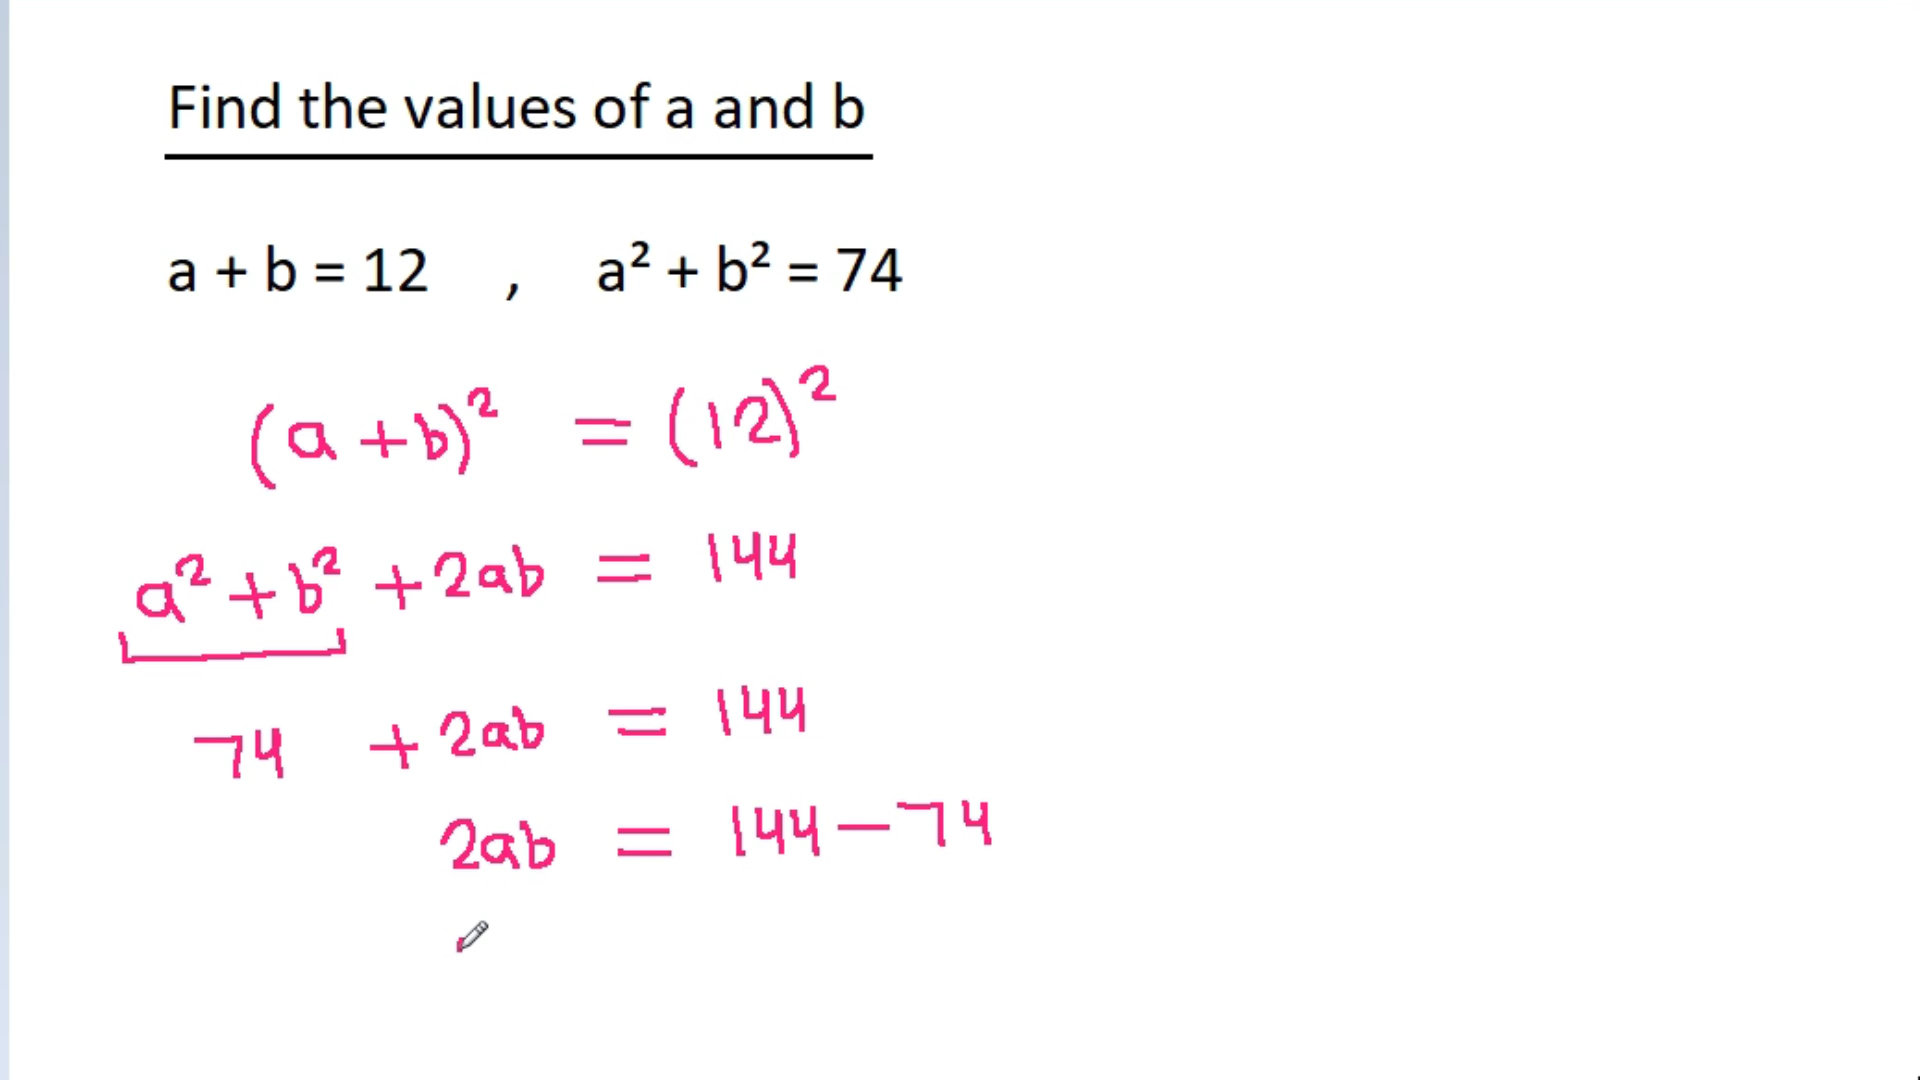 Find the values of a and b
a + b = 12 , a² + b² = 74
(a + b)² = (12)²
a² + b² + 2ab = 144
74 + 2ab = 144
2ab = 144 – 74